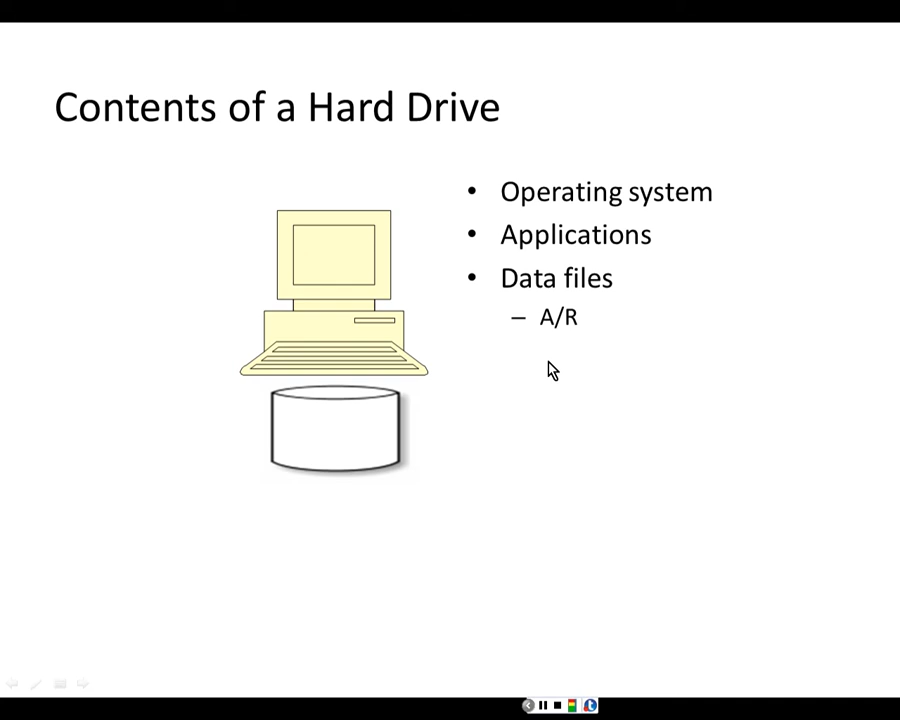 Contents of a Hard Drive
• Operating system
• Applications
• Data files
– A/R